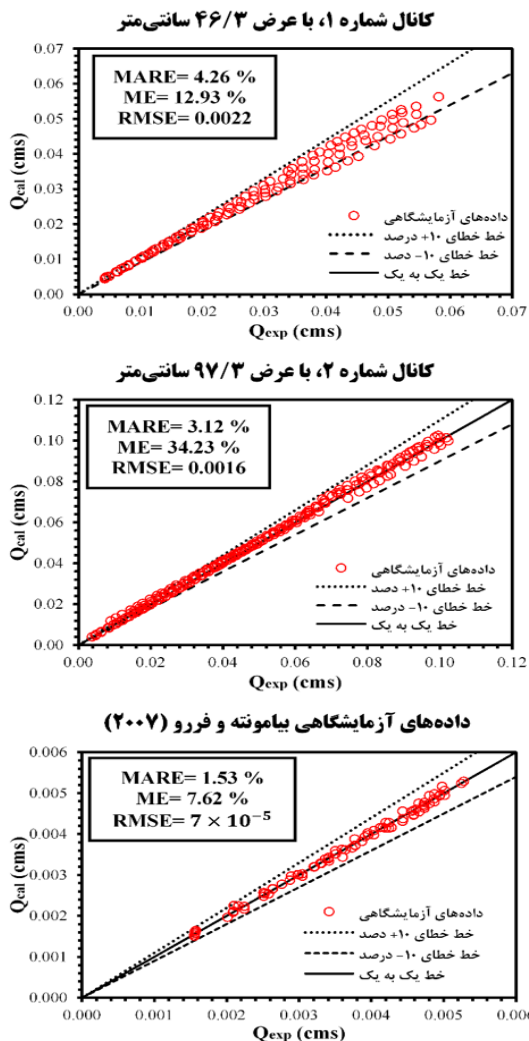 کانال شماره ۱، با عرض ۴۶/۳ سانتی‌متر
MARE= 4.26 %
ME= 12.93 %
RMSE= 0.0022
0.07
0.06
0.05
0.04
0.03
0.02
0.01
0.00
Qcal (cms)
داده‌های آزمایشگاهی
خط خطای ۱۰+ درصد
خط خطای ۱۰- دصد
خط یک به یک
0.00 0.01 0.02 0.03 0.04 0.05 0.06 0.07
Qexp (cms)
کانال شماره ۲، با عرض ۹۷/۳ سانتی‌متر
MARE= 3.12 %
ME= 34.23 %
RMSE= 0.0016
0.12
0.10
0.08
0.06
0.04
0.02
0.00
Qcal (cms)
داده‌های آزمایشگاهی
خط خطای ۱۰+ دصد
خط خطای ۱۰- درصد
خط یک به یک
0.00 0.02 0.04 0.06 0.08 0.10 0.12
Qexp (cms)
داده‌های آزمایشگاهی بیامونته و فررو (۲۰۰۷)
MARE= 1.53 %
ME= 7.62 %
RMSE= 7 × 10⁻⁵
0.006
0.005
0.004
0.003
0.002
0.001
0.000
Qcal (cms)
داده‌های آزمایشگاهی
خط خطای ۱۰+ دصد
خط خطای ۱۰- درصد
خط یک به یک
0.000 0.001 0.002 0.003 0.004 0.005 0.006
Qexp (cms)